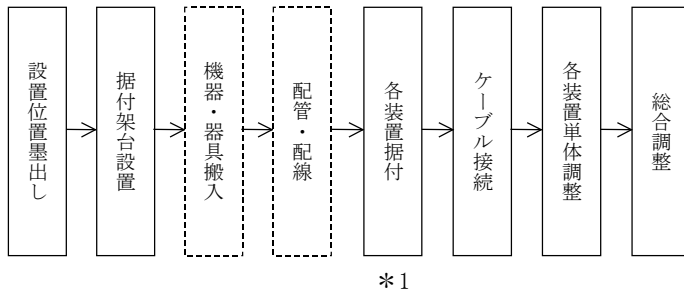 設置位置墨出し
据付架台設置
機器・器具搬入
配管・配線
各装置据付
ケーブル接続
各装置単体調整
総合調整
＊1